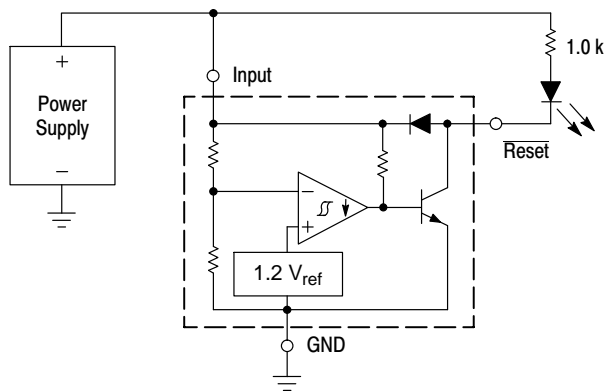 +
Power
Supply
–
Input
1.0 k
Reset
–
+
1.2 Vref
GND